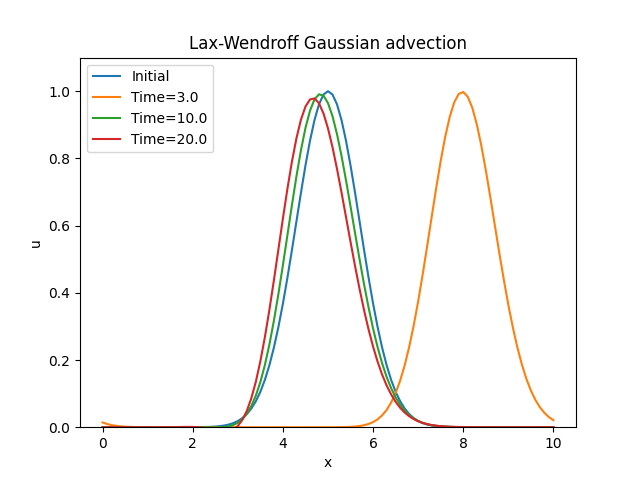 Lax-Wendroff Gaussian advection
Initial
Time=3.0
Time=10.0
Time=20.0
1.0
0.8
0.6
0.4
0.2
0.0
u
0 2 4 6 8 10
x